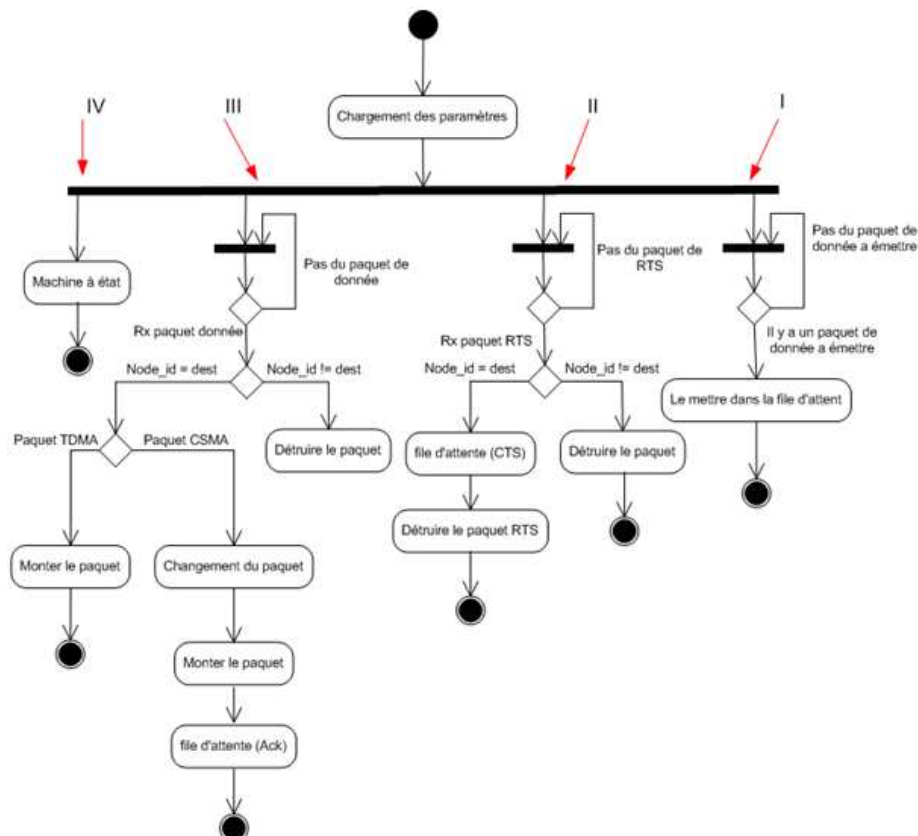 Chargement des paramètres
IV
III
II
I
Machine à état
Pas du paquet de
donnée
Rx paquet donnée
Node_id = dest
Node_id != dest
Paquet TDMA
Paquet CSMA
Détruire le paquet
Monter le paquet
Changement du paquet
Monter le paquet
file d'attente (Ack)
Pas du paquet de
RTS
Rx paquet RTS
Node_id = dest
Node_id != dest
file d'attente (CTS)
Détruire le paquet
Détruire le paquet RTS
Pas du paquet de
donnée a émettre
Il y a un paquet de
donnée a émettre
Le mettre dans la file d'attent